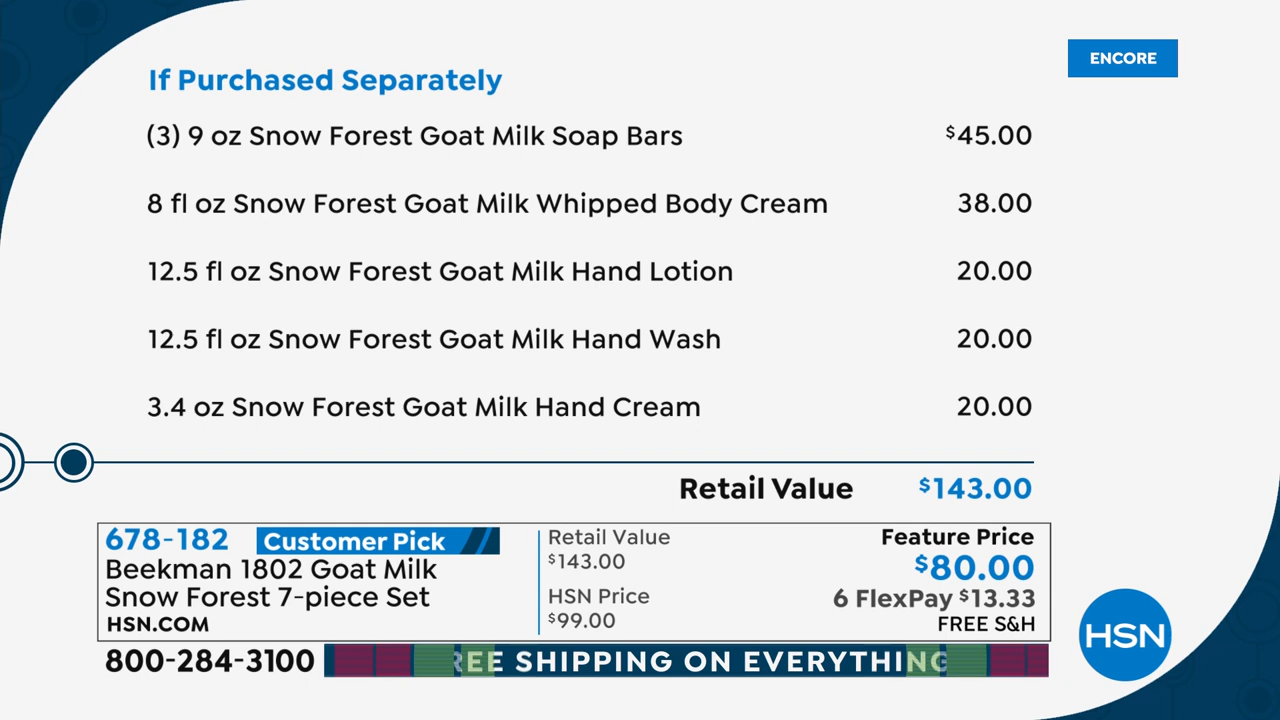 ENCORE
If Purchased Separately
(3) 9 oz Snow Forest Goat Milk Soap Bars $45.00
8 fl oz Snow Forest Goat Milk Whipped Body Cream 38.00
12.5 fl oz Snow Forest Goat Milk Hand Lotion 20.00
12.5 fl oz Snow Forest Goat Milk Hand Wash 20.00
3.4 oz Snow Forest Goat Milk Hand Cream 20.00
Retail Value $143.00
678-182 Customer Pick
Beekman 1802 Goat Milk
Snow Forest 7-piece Set
HSN.COM
Retail Value
$143.00
HSN Price
$99.00
Feature Price
$80.00
6 FlexPay $13.33
FREE S&H
HSN
800-284-3100
REE SHIPPING ON EVERYTHING